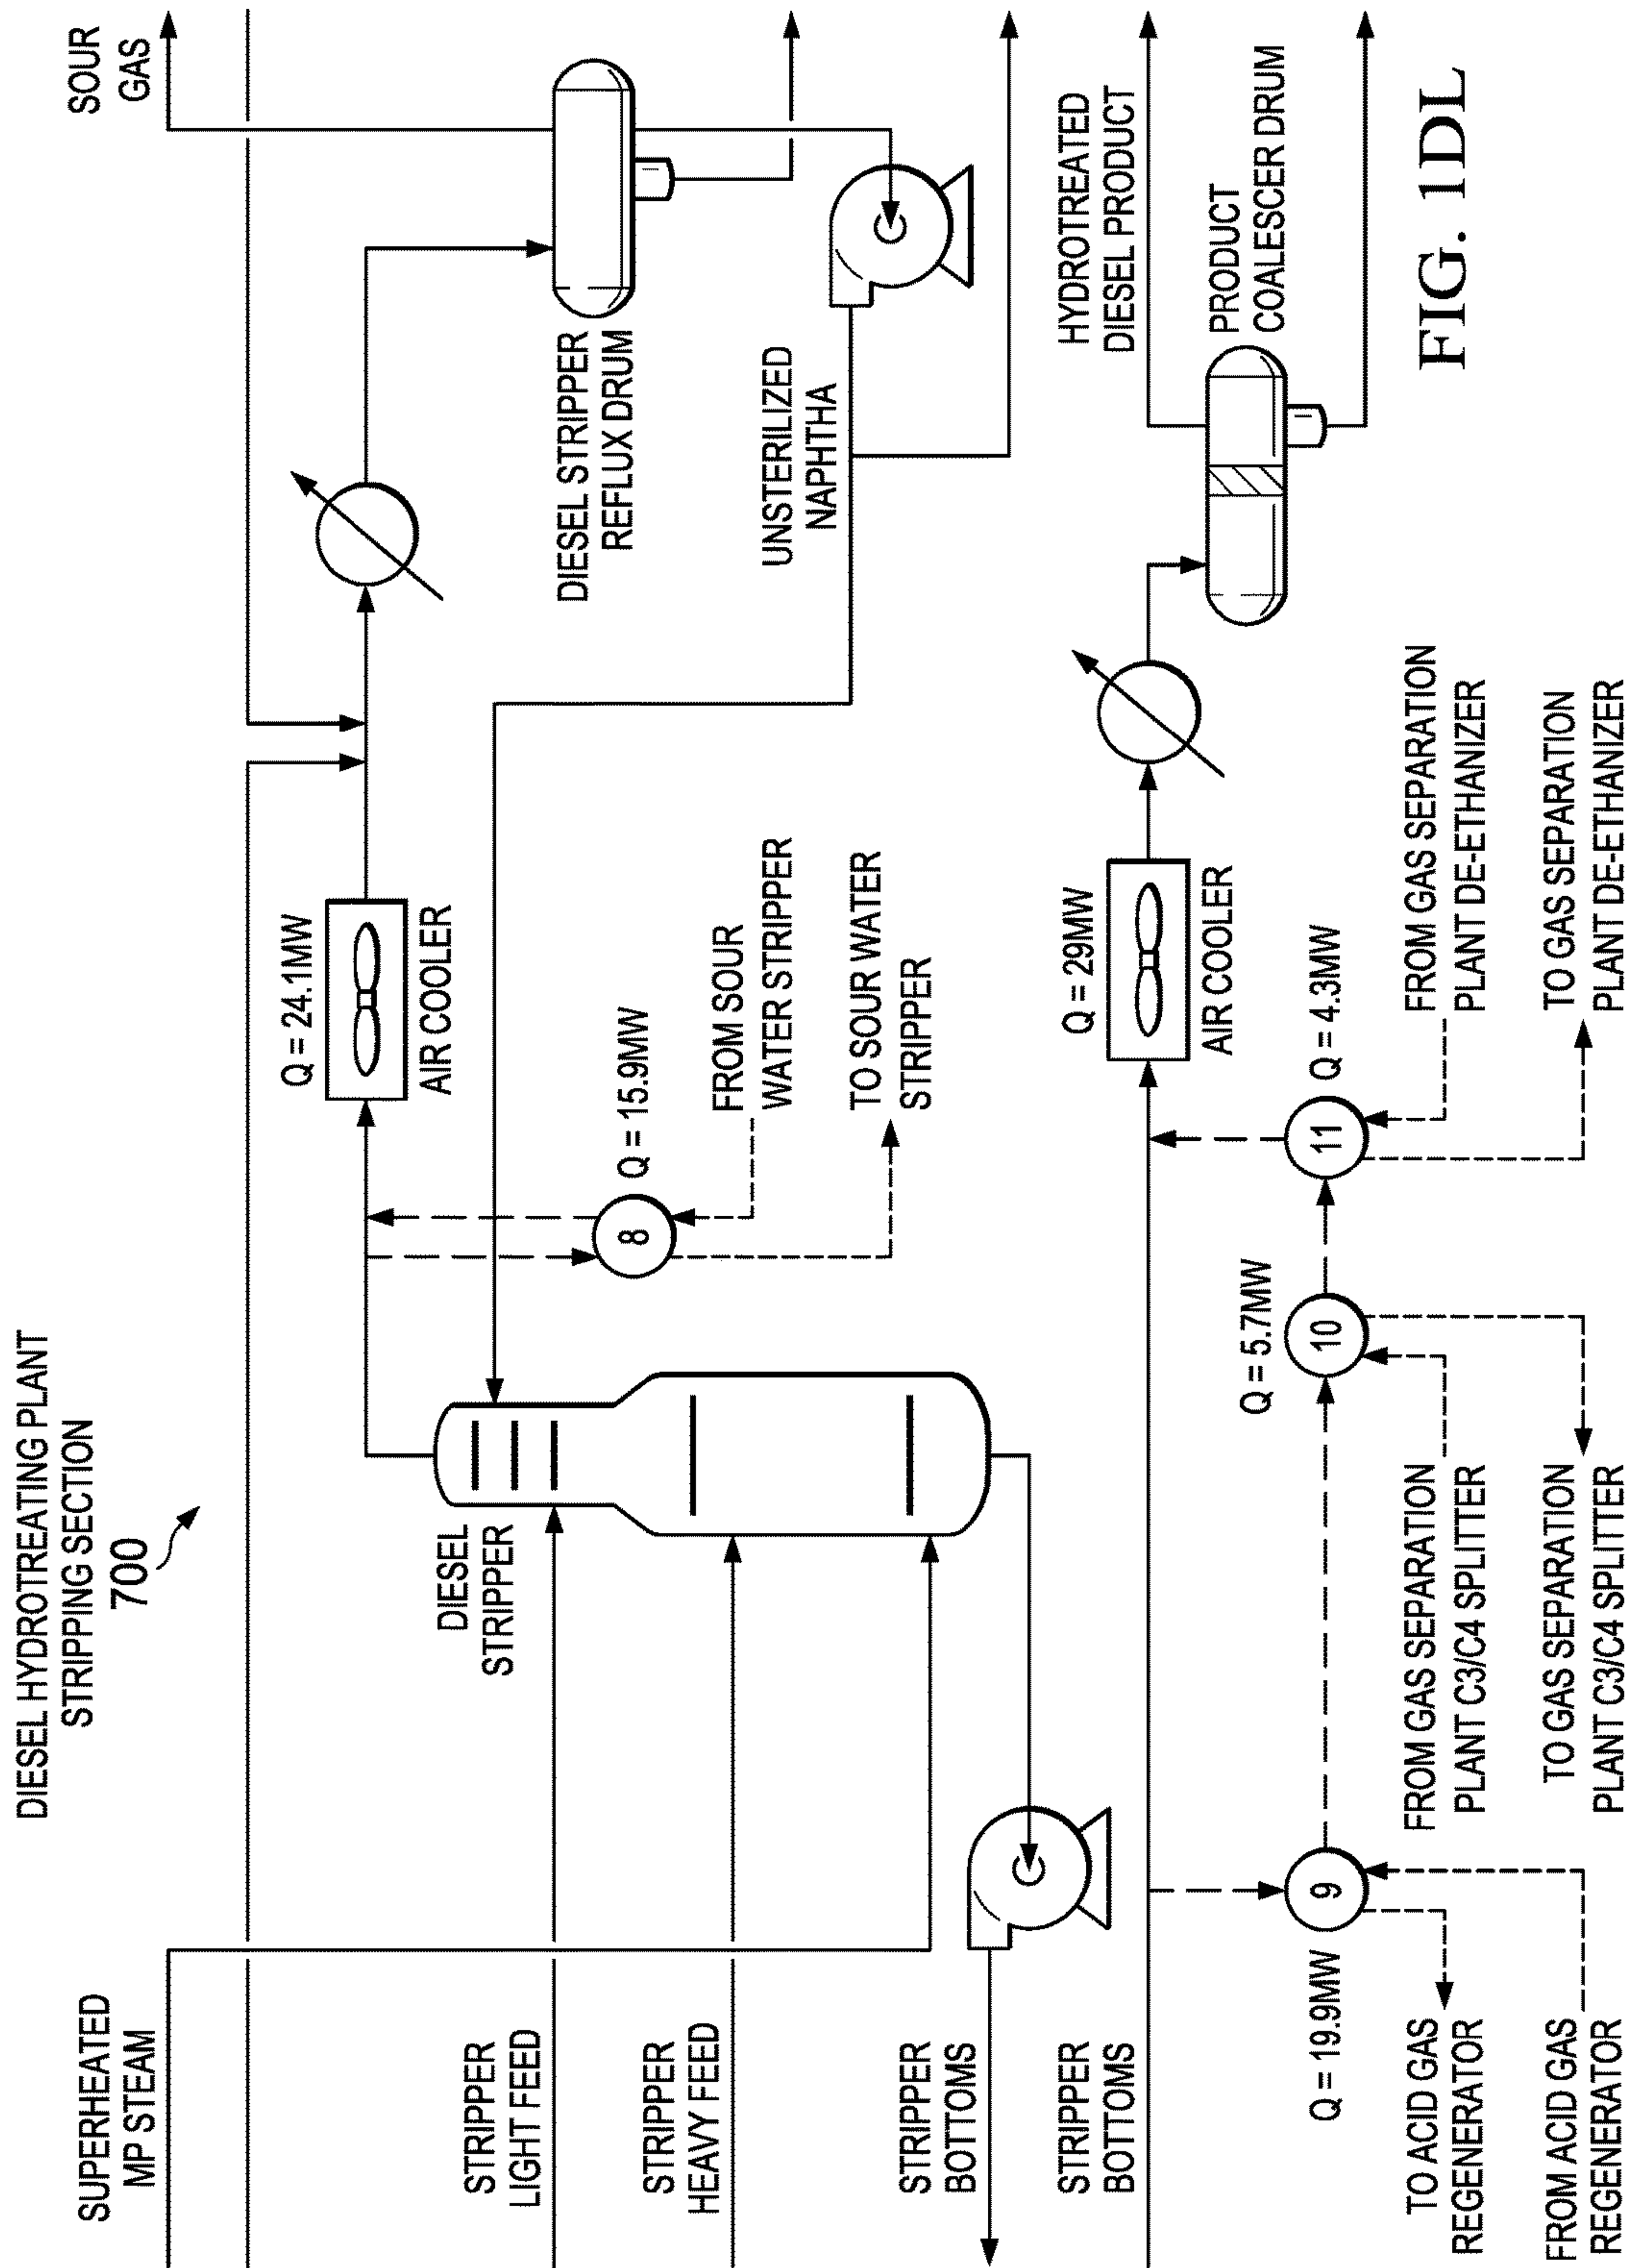 DIESEL HYDROTREATING PLANT
STRIPPING SECTION
700
SUPERHEATED
MP STEAM
SOUR
GAS
Q = 24.1MW
AIR COOLER
STRIPPER
LIGHT FEED
DIESEL
STRIPPER
DIESEL STRIPPER
REFLUX DRUM
8
Q = 15.9MW
STRIPPER
HEAVY FEED
FROM SOUR
WATER STRIPPER
UNSTERILIZED
NAPHTHA
TO SOUR WATER
STRIPPER
STRIPPER
BOTTOMS
STRIPPER
BOTTOMS
Q = 29MW
AIR COOLER
HYDROTREATED
DIESEL PRODUCT
PRODUCT
COALESCER DRUM
Q = 19.9MW
9
Q = 5.7MW
10
11
Q = 4.3MW
TO ACID GAS
REGENERATOR
FROM GAS SEPARATION
PLANT C3/C4 SPLITTER
FROM GAS SEPARATION
PLANT DE-ETHANIZER
FROM ACID GAS
REGENERATOR
TO GAS SEPARATION
PLANT C3/C4 SPLITTER
TO GAS SEPARATION
PLANT DE-ETHANIZER
FIG. 1DL